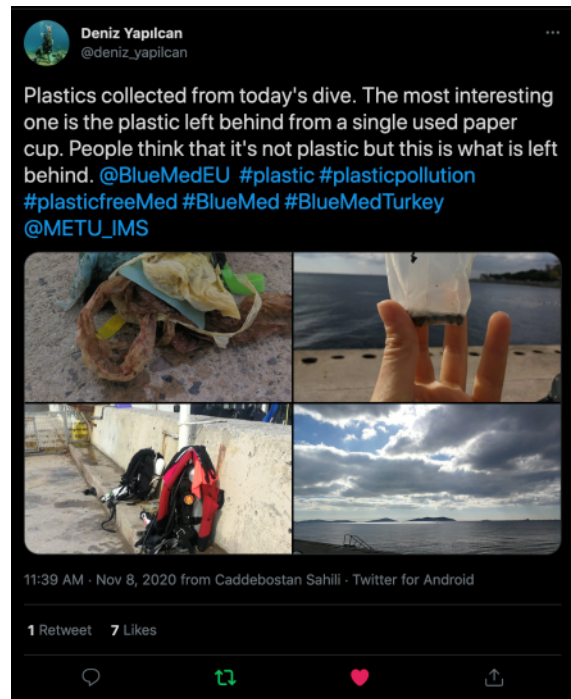 Deniz Yapılcan
@deniz_yapilcan
Plastics collected from today's dive. The most interesting
one is the plastic left behind from a single used paper
cup. People think that it's not plastic but this is what is left
behind. @BlueMedEU #plastic #plasticpollution
#plasticfreeMed #BlueMed #BlueMedTurkey
@METU_IMS
11:39 AM · Nov 8, 2020 from Caddebostan Sahili · Twitter for Android
1 Retweet 7 Likes